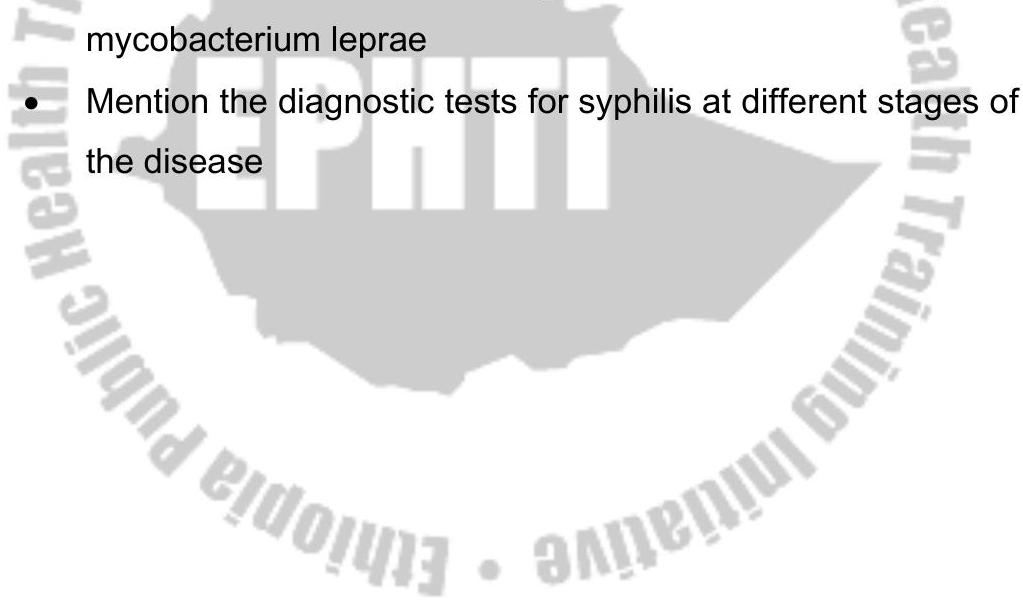 mycobacterium leprae
• Mention the diagnostic tests for syphilis at different stages of
the disease
EPHTI
Ethiopia Public Health
Health Training Initiative